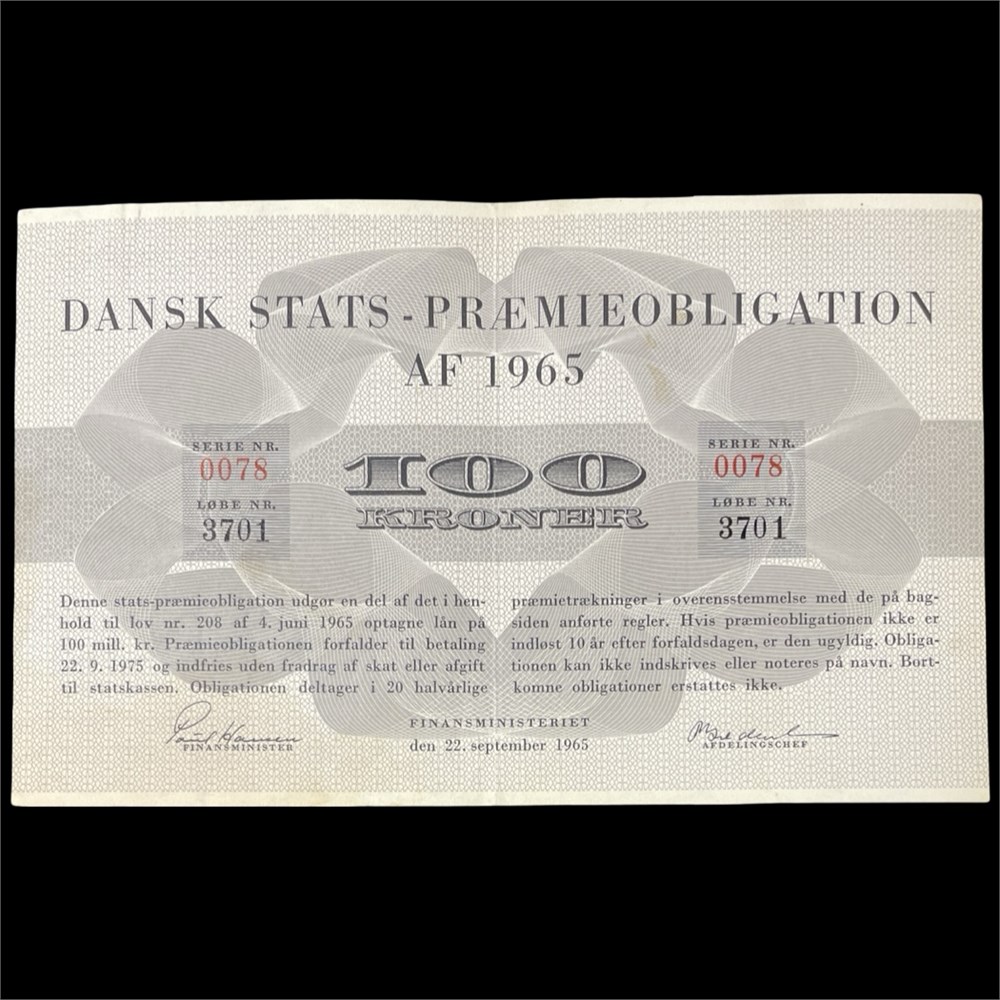 DANSK STATS - PRÆMIEOBLIGATION
AF 1965
SERIE NR.
0078
LØBE NR.
3701
100
KRONER
SERIE NR.
0078
LØBE NR.
3701
Denne stats-præmieobligation udgør en del af det i hen-
hold til lov nr. 208 af 4. juni 1965 optagne lån på
100 mill. kr. Præmieobligationen forfalder til betaling
22. 9. 1975 og indfries uden fradrag af skat eller afgift
til statskassen. Obligationen deltager i 20 halvårlige
præmietrækninger i overensstemmelse med de på bag-
siden anførte regler. Hvis præmieobligationen ikke er
indløst 10 år efter forfaldsdagen, er den ugyldig. Obliga-
tionen kan ikke indskrives eller noteres på navn. Bort-
komne obligationer erstattes ikke.
Poul Hansen
FINANSMINISTER
FINANSMINISTERIET
den 22. september 1965
AFDELINGSCHEF